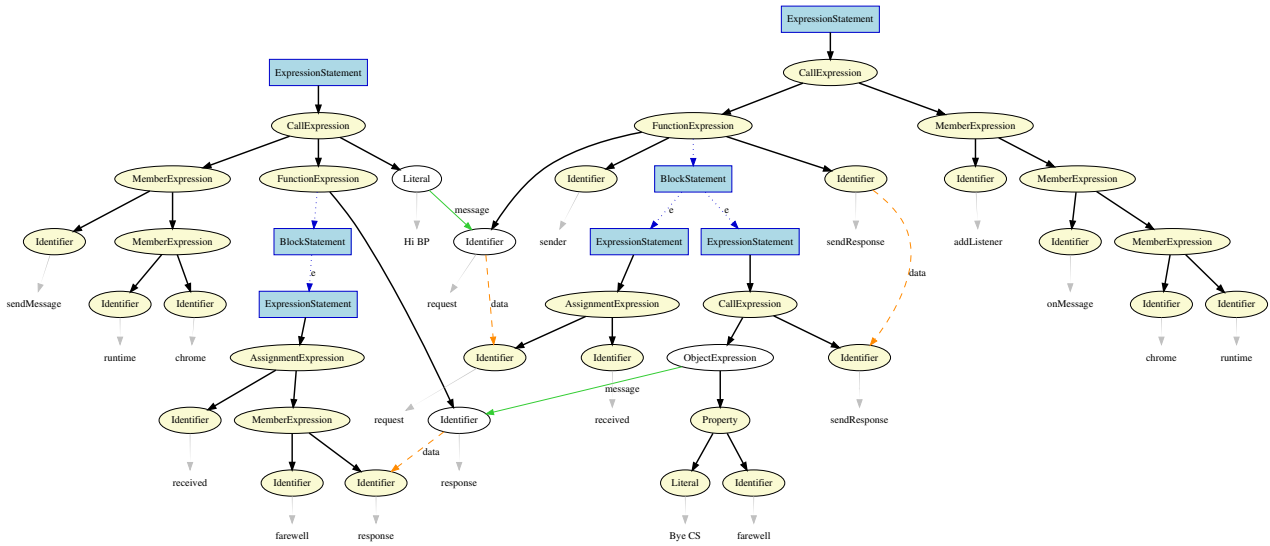 ExpressionStatement
CallExpression
ExpressionStatement
CallExpression
FunctionExpression
MemberExpression
MemberExpression
FunctionExpression
Literal
Identifier
BlockStatement
Identifier
Identifier
MemberExpression
message
e
e
Identifier
MemberExpression
BlockStatement
Hi BP
Identifier
sender
ExpressionStatement
ExpressionStatement
sendResponse
addListener
Identifier
MemberExpression
e
data
sendMessage
Identifier
Identifier
ExpressionStatement
request
data
AssignmentExpression
CallExpression
onMessage
Identifier
Identifier
runtime
chrome
AssignmentExpression
Identifier
Identifier
ObjectExpression
Identifier
chrome
runtime
message
Identifier
MemberExpression
request
Identifier
received
Property
sendResponse
data
received
Identifier
Identifier
response
Literal
Identifier
farewell
response
Bye CS
farewell